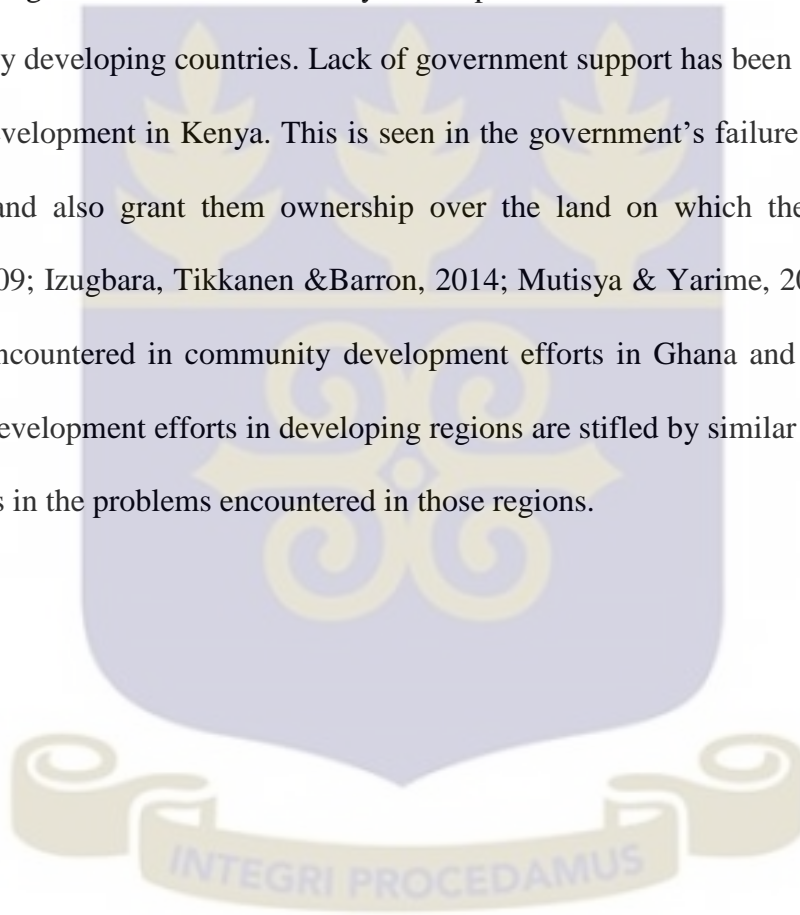 y developing countries. Lack of government support has been
velopment in Kenya. This is seen in the government’s failure
and also grant them ownership over the land on which the
09; Izugbara, Tikkanen &Barron, 2014; Mutisya & Yarime, 20
ncountered in community development efforts in Ghana and
evelopment efforts in developing regions are stifled by similar
s in the problems encountered in those regions.
INTEGRI PROCEDAMUS